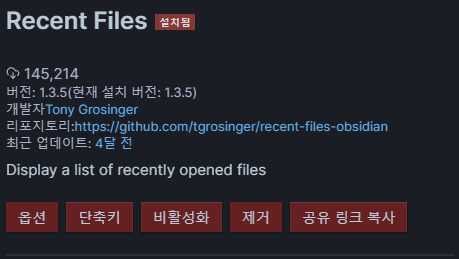 Recent Files 설치됨
145,214
버전: 1.3.5(현재 설치 버전: 1.3.5)
개발자Tony Grosinger
리포지토리:https://github.com/tgrosinger/recent-files-obsidian
최근 업데이트: 4달 전
Display a list of recently opened files
옵션 단축키 비활성화 제거 공유 링크 복사